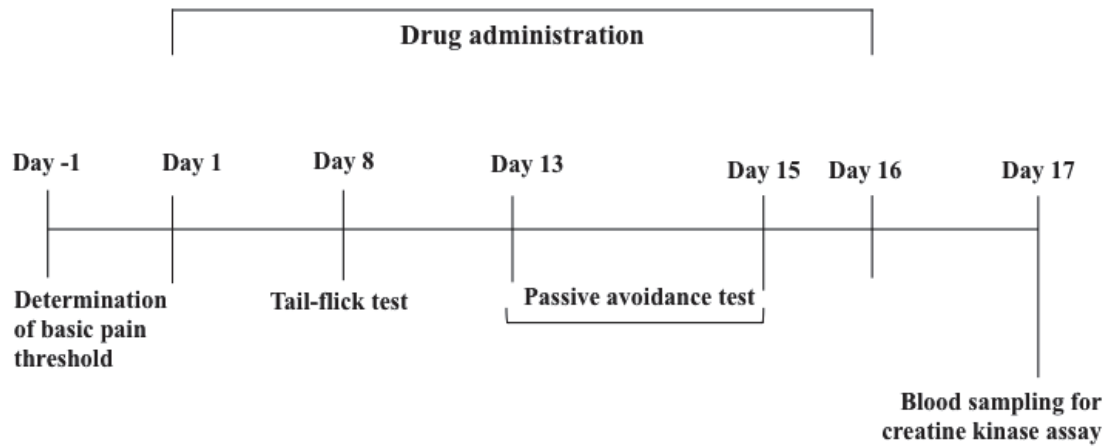 Drug administration
Day -1
Day 1
Day 8
Day 13
Day 15
Day 16
Day 17
Determination
of basic pain
threshold
Tail-flick test
Passive avoidance test
Blood sampling for
creatine kinase assay